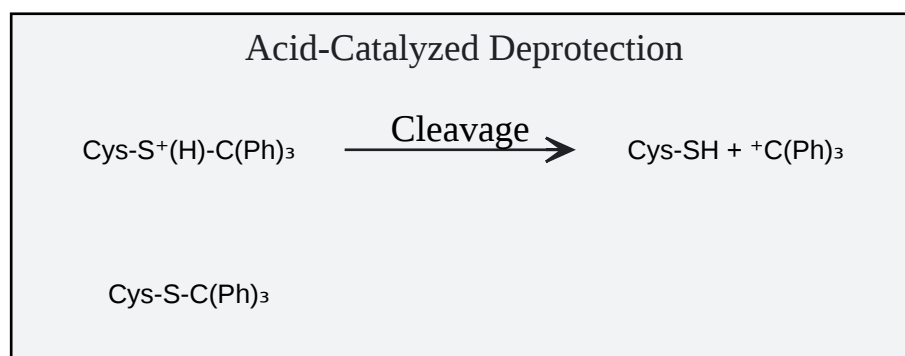 Acid-Catalyzed Deprotection
Cys-S⁺(H)-C(Ph)₃ Cleavage Cys-SH + ⁺C(Ph)₃
Cys-S-C(Ph)₃